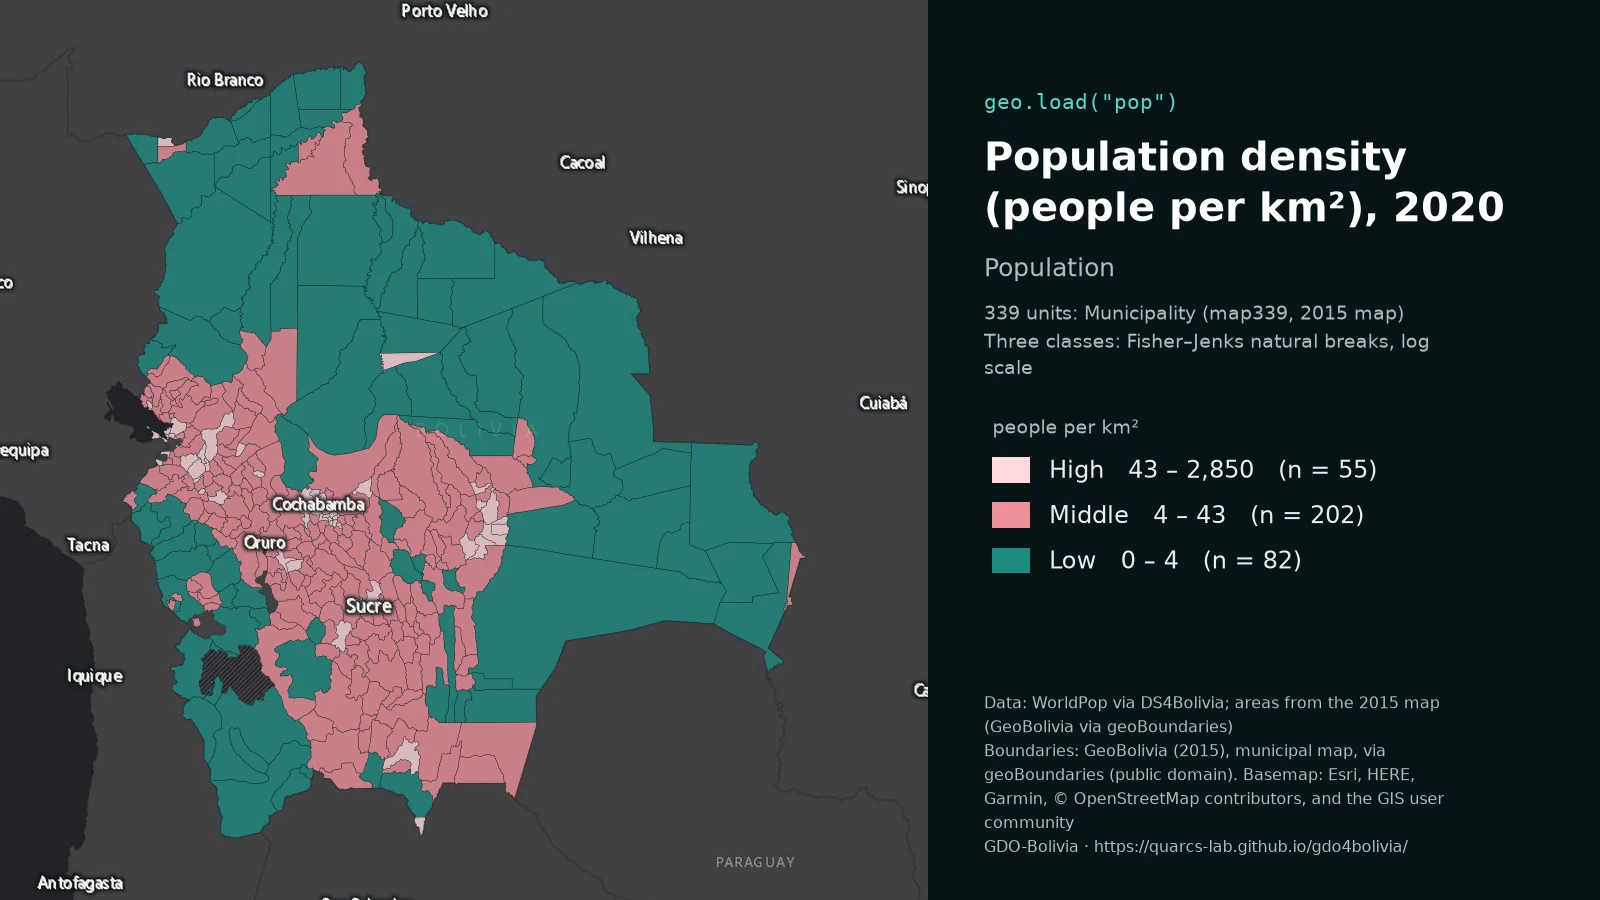 Porto Velho
Rio Branco
Cacoal
Vilhena
Cuiabá
equipa
BOLIVIA
Cochabamba
Tacna
Oruro
Sucre
Iquique
PARAGUAY
Antofagasta
geo.load("pop")
Population density
(people per km²), 2020
Population
339 units: Municipality (map339, 2015 map)
Three classes: Fisher–Jenks natural breaks, log
scale
people per km²
High 43 – 2,850 (n = 55)
Middle 4 – 43 (n = 202)
Low 0 – 4 (n = 82)
Data: WorldPop via DS4Bolivia; areas from the 2015 map
(GeoBolivia via geoBoundaries)
Boundaries: GeoBolivia (2015), municipal map, via
geoBoundaries (public domain). Basemap: Esri, HERE,
Garmin, © OpenStreetMap contributors, and the GIS user
community
GDO-Bolivia · https://quarcs-lab.github.io/gdo4bolivia/